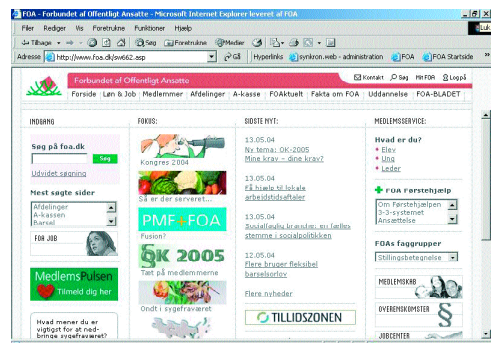 FOA - Forbundet af Offentligt Ansatte - Microsoft Internet Explorer leveret af FOA
Filer Rediger Vis Foretrukne Funktioner Hjælp
Tilbage Søg Foretrukne Medier
Adresse http://www.foa.dk/sw662.asp Gå Hyperlinks synkron.web - administration FOA FOA Startside »
Luk
Forbundet af Offentligt Ansatte
Kontakt Søg Mit FOA Log På
Forside Løn & Job Medlemmer Afdelinger A-kasse FOAktuelt Fakta om FOA Uddannelse FOA-BLADET
INDGANG
Søg på foa.dk
Søg
Udvidet søgning
Mest søgte sider
Afdelinger
A-kassen
Barsel
FOA JOB
MedlemsPulsen
Tilmeld dig her
Hvad mener du er
vigtigst for at ned-
bringe sygefraværet?
FOKUS:
Kongres 2004
Så er der serveret...
PMF+FOA
Fusion?
§K 2005
Tæt på medlemmerne
Ondt i sygefraværet
SIDSTE NYT:
13.05.04
Ny tema: OK-2005
Mine krav - dine krav?
13.05.04
Få hjælp til lokale
arbejdstidsaftaler
13.05.04
Socialfaglig branche: en fælles
stemme i socialpolitikken
12.05.04
Flere bruger fleksibel
barselsorlov
Flere nyheder
TILLIDSZONEN
MEDLEMSSERVICE:
Hvad er du?
Elev
Ung
Leder
FOA Førstehjælp
Om Førstehjælpen
3-3-systemet
Ansættelse
FOAs faggrupper
Stillingsbetegnelse
MEDLEMSKAB
OVERENSKOMSTER
§
JOBCENTER